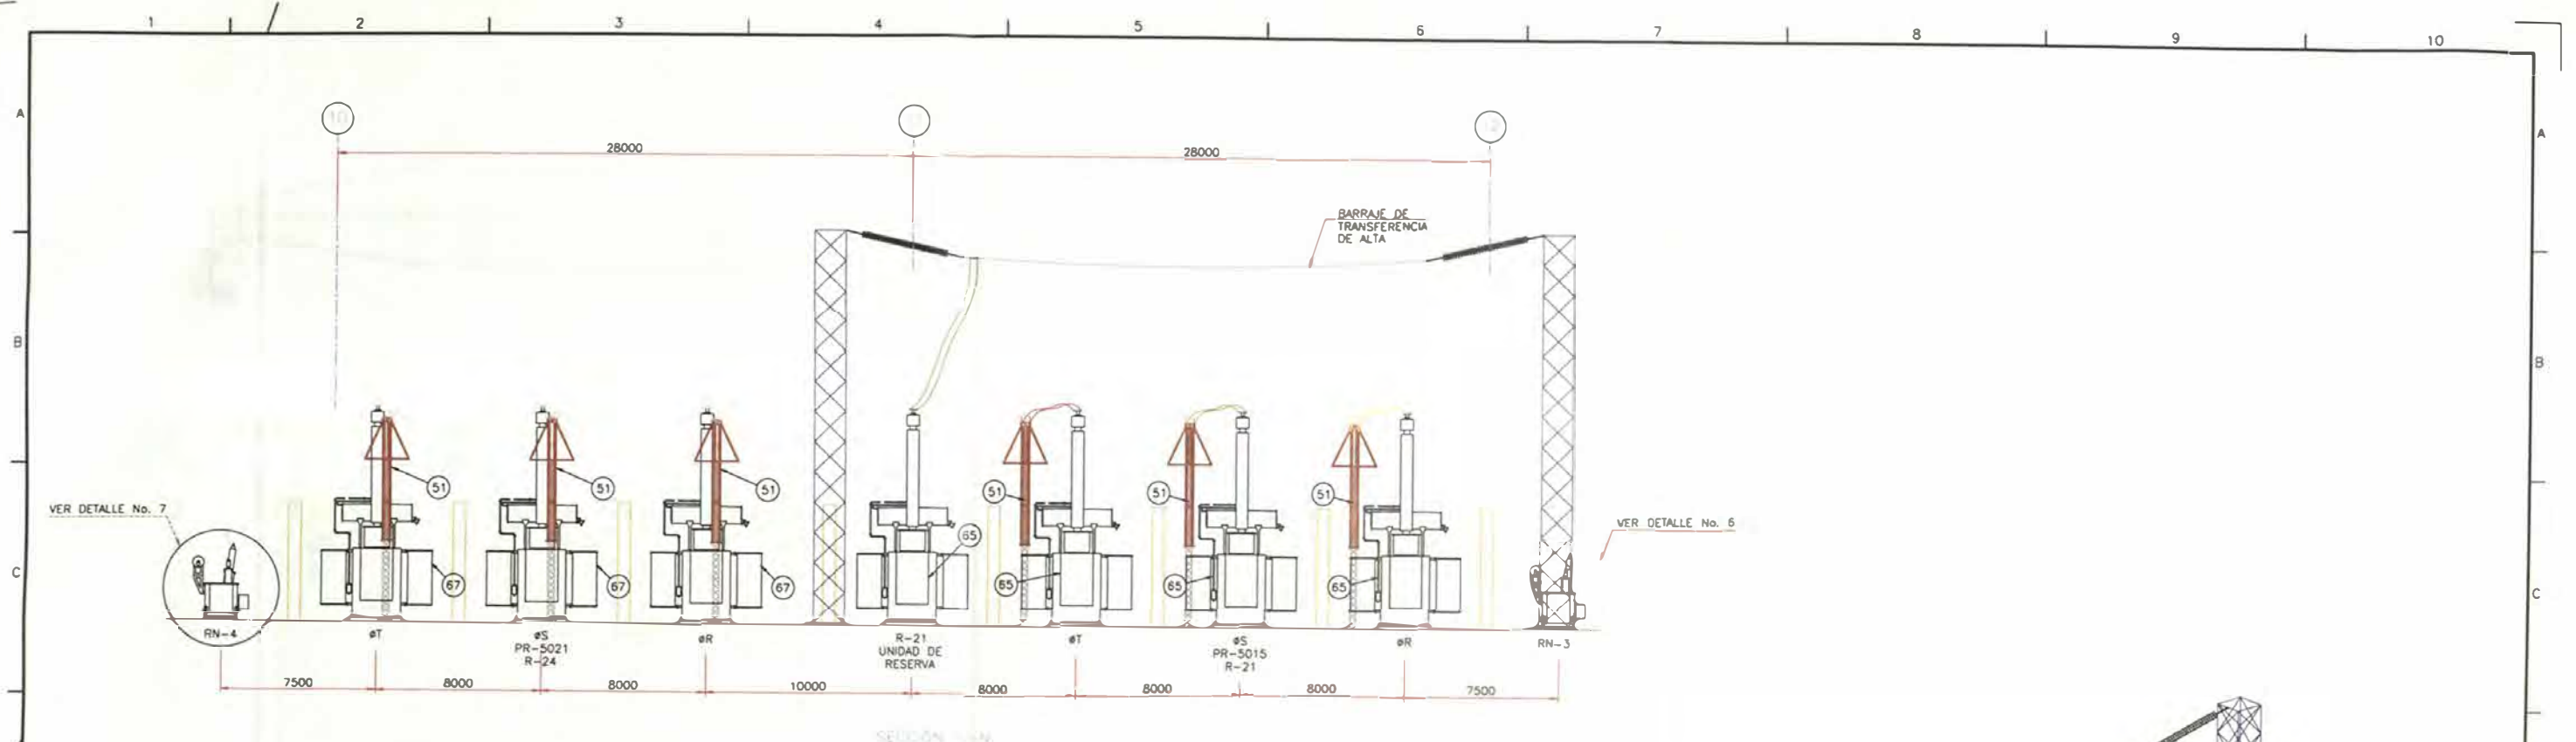 1 2 3 4 5 6 7 8 9 10
A A
10 11 12
28000 28000
BARRAJE DE
TRANSFERENCIA
DE ALTA
B B
VER DETALLE No. 7
51 51 51 51 51 51
VER DETALLE No. 6
C C
67 67 67 65 65 65 65
RN-4 øT øS øR R-21 øT øS øR RN-3
PR-5021 UNIDAD DE PR-5015
R-24 RESERVA R-21
7500 8000 8000 10000 8000 8000 8000 7500
SECCIÓN